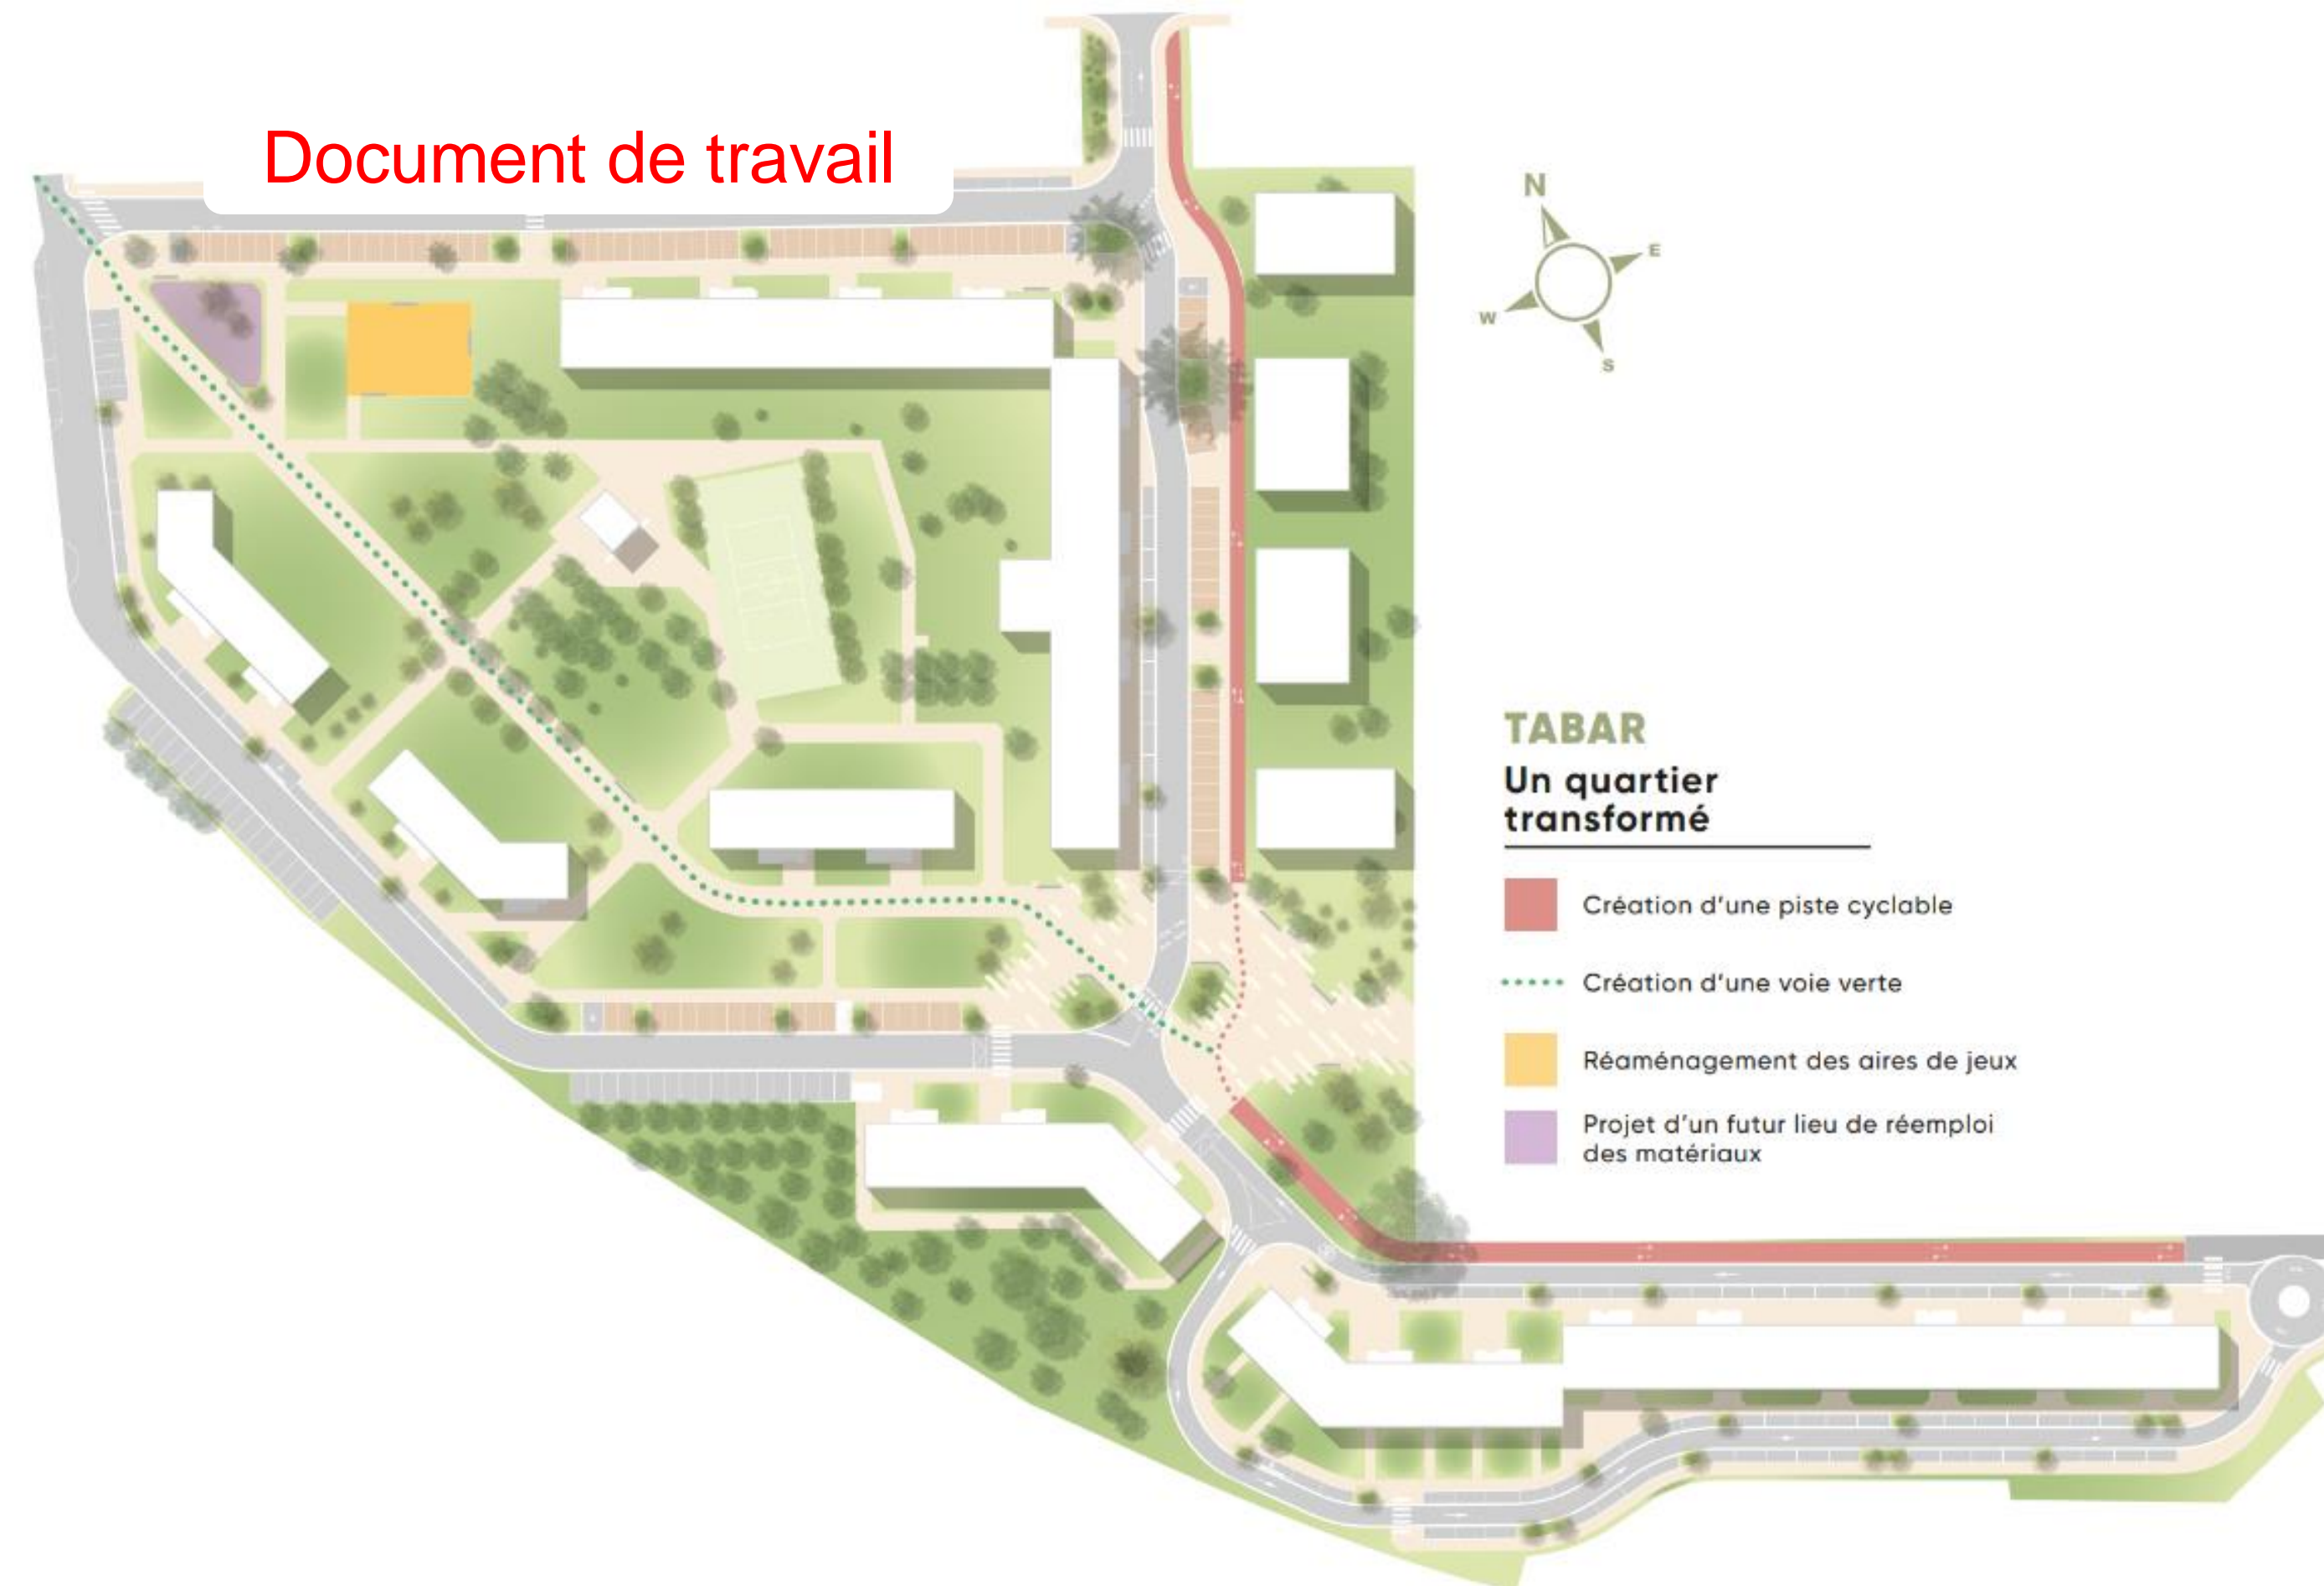 Document de travail
N
E
W
S
TABAR
Un quartier
transformé
Création d'une piste cyclable
Création d'une voie verte
Réaménagement des aires de jeux
Projet d'un futur lieu de réemploi
des matériaux